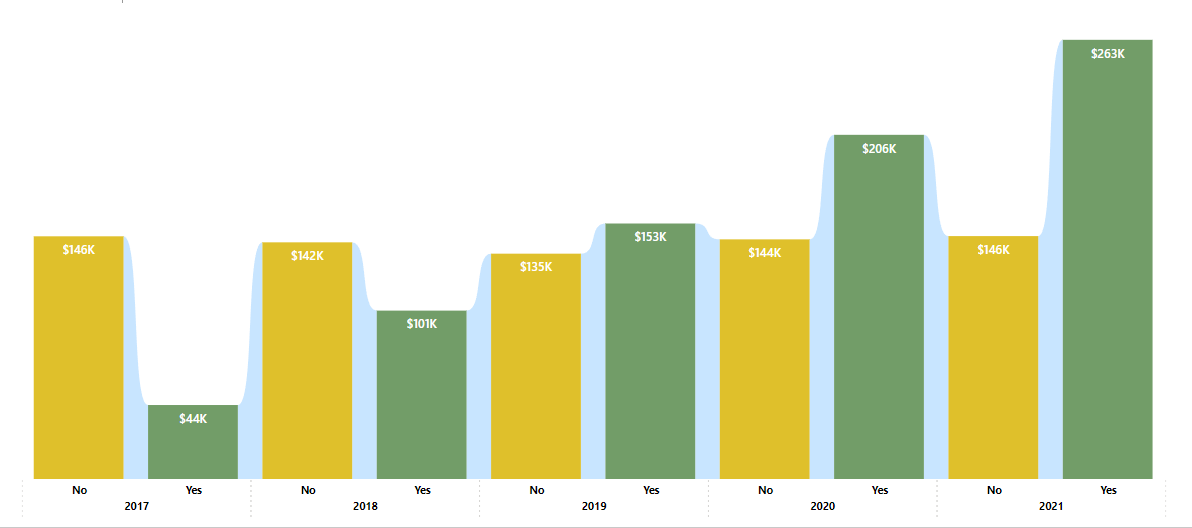 $263K
$206K
$146K
$142K
$135K
$153K
$144K
$146K
$101K
$44K
No Yes No Yes No Yes No Yes No Yes
2017 2018 2019 2020 2021